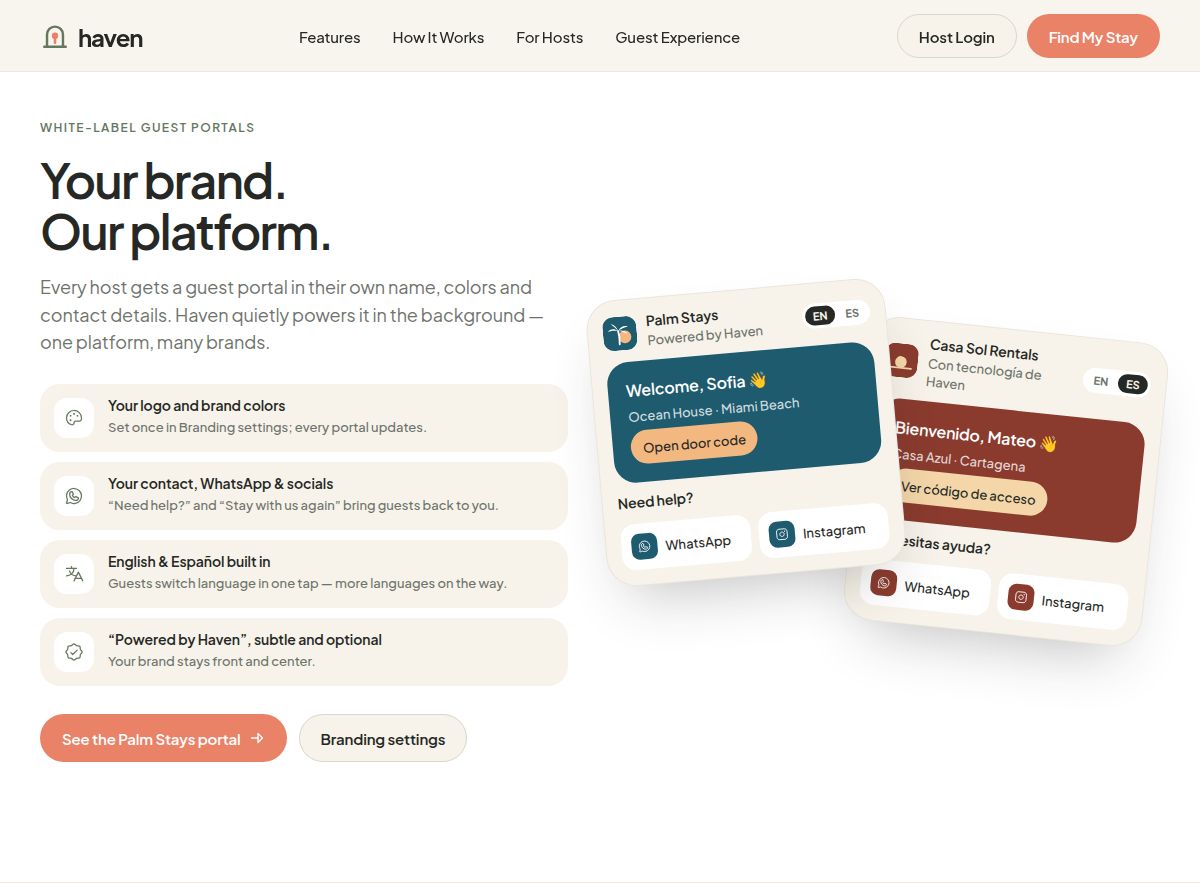 haven
Features
How It Works
For Hosts
Guest Experience
Host Login
Find My Stay
WHITE-LABEL GUEST PORTALS
Your brand.
Our platform.
Every host gets a guest portal in their own name, colors and
contact details. Haven quietly powers it in the background —
one platform, many brands.
Your logo and brand colors
Set once in Branding settings; every portal updates.
Your contact, WhatsApp & socials
“Need help?” and “Stay with us again” bring guests back to you.
English & Español built in
Guests switch language in one tap — more languages on the way.
“Powered by Haven”, subtle and optional
Your brand stays front and center.
See the Palm Stays portal
Branding settings
Palm Stays
Powered by Haven
EN ES
Welcome, Sofia 👋
Ocean House · Miami Beach
Open door code
Need help?
WhatsApp
Instagram
Casa Sol Rentals
Con tecnología de
Haven
EN ES
Bienvenido, Mateo 👋
Casa Azul · Cartagena
Ver código de acceso
esitas ayuda?
WhatsApp
Instagram